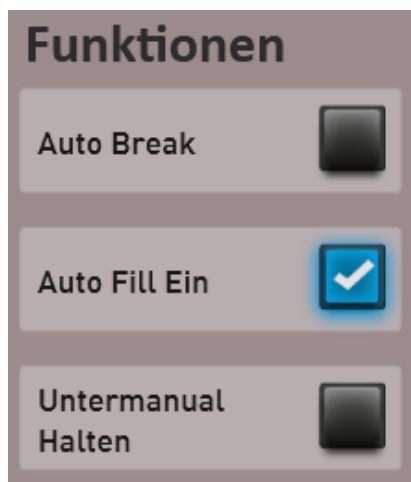 Funktionen
Auto Break
Auto Fill Ein
Untermanual
Halten